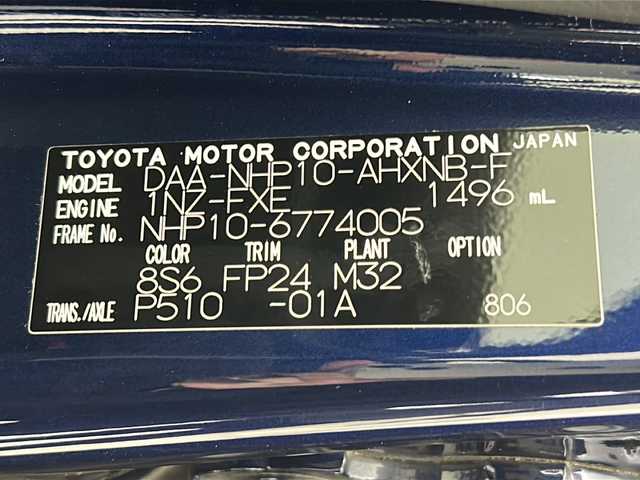 TOYOTA MOTOR CORPORATION JAPAN
MODEL DAA-NHP10-AHXNB-F
ENGINE 1NZ-FXE 1496 mL
FRAME No. NHP10-6774005
COLOR TRIM PLANT OPTION
8S6 FP24 M32
TRANS./AXLE P510 -01A 806